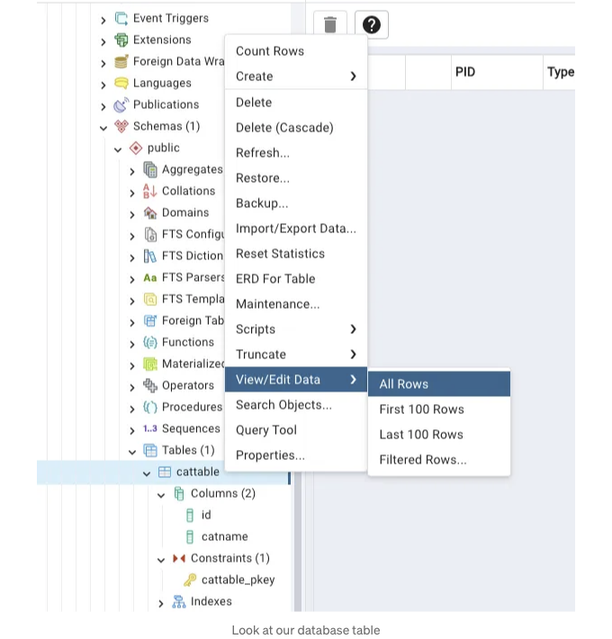 Event Triggers
Extensions
Foreign Data Wra
Languages
Publications
Schemas (1)
public
Aggregates
Collations
Domains
FTS Configu
FTS Diction
FTS Parsers
FTS Templa
Foreign Tab
Functions
Materialized
Operators
Procedures
1..3 Sequences
Tables (1)
cattable
Columns (2)
id
catname
Constraints (1)
cattable_pkey
Indexes
Count Rows
Create
Delete
Delete (Cascade)
Refresh...
Restore...
Backup...
Import/Export Data...
Reset Statistics
ERD For Table
Maintenance...
Scripts
Truncate
View/Edit Data
Search Objects...
Query Tool
Properties...
All Rows
First 100 Rows
Last 100 Rows
Filtered Rows...
PID
Type
Look at our database table